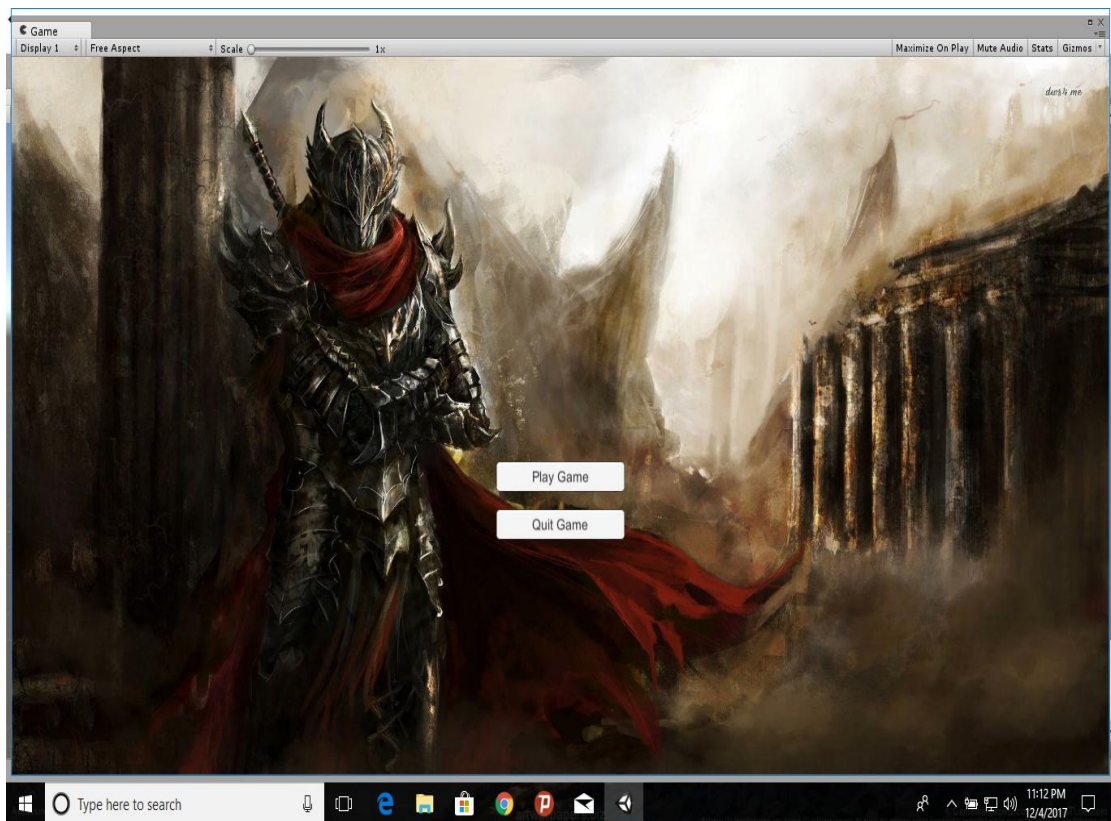 Game
Display 1 Free Aspect Scale 1x Maximize On Play Mute Audio Stats Gizmos
Play Game
Quit Game
Type here to search
11:12 PM
12/4/2017